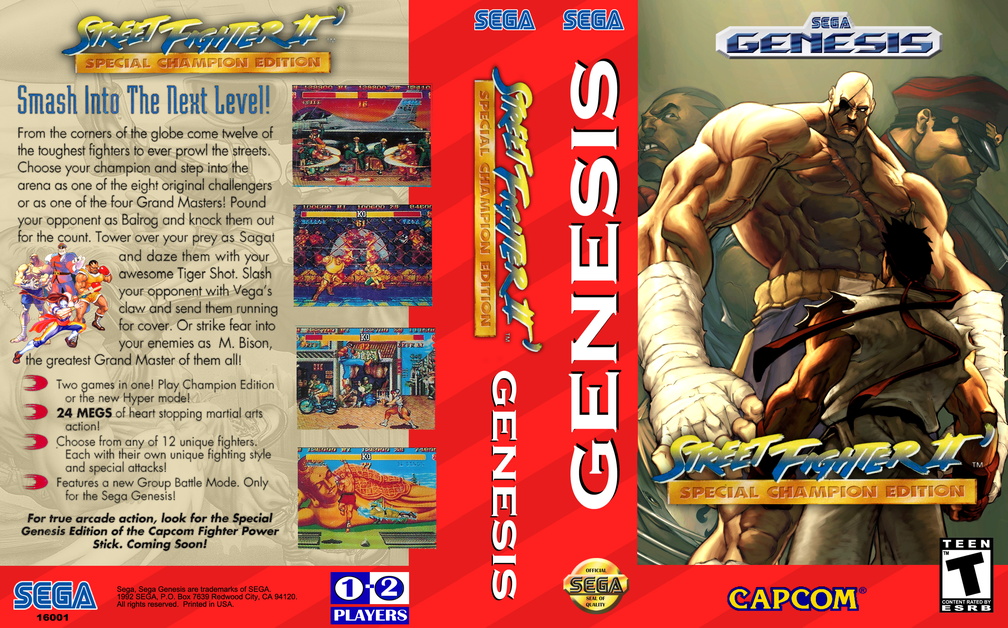 STREET FIGHTER II'
SPECIAL CHAMPION EDITION
Smash Into The Next Level!
From the corners of the globe come twelve of
the toughest fighters to ever prowl the streets.
Choose your champion and step into the
arena as one of the eight original challengers
or as one of the four Grand Masters! Pound
your opponent as Balrog and knock them out
for the count. Tower over your prey as Sagat
and daze them with your
awesome Tiger Shot. Slash
your opponent with Vega's
claw and send them running
for cover. Or strike fear into
your enemies as M. Bison,
the greatest Grand Master of them all!
Two games in one! Play Champion Edition
or the new Hyper mode!
24 MEGS of heart stopping martial arts
action!
Choose from any of 12 unique fighters.
Each with their own unique fighting style
and special attacks!
Features a new Group Battle Mode. Only
for the Sega Genesis!
For true arcade action, look for the Special
Genesis Edition of the Capcom Fighter Power
Stick. Coming Soon!
SEGA
16001
Sega, Sega Genesis are trademarks of SEGA.
1992 SEGA, P.O. Box 7639 Redwood City, CA 94120.
All rights reserved. Printed in USA.
1-2
PLAYERS
KO
KO
KO
SEGA
STREET FIGHTER II'
SPECIAL CHAMPION EDITION
TM
GENESIS
SEGA
GENESIS
OFFICIAL
SEGA
SEAL OF
QUALITY
SEGA
GENESIS
STREET FIGHTER II'
TM
SPECIAL CHAMPION EDITION
CAPCOM®
TEEN
TM
T
CONTENT RATED BY
ESRB